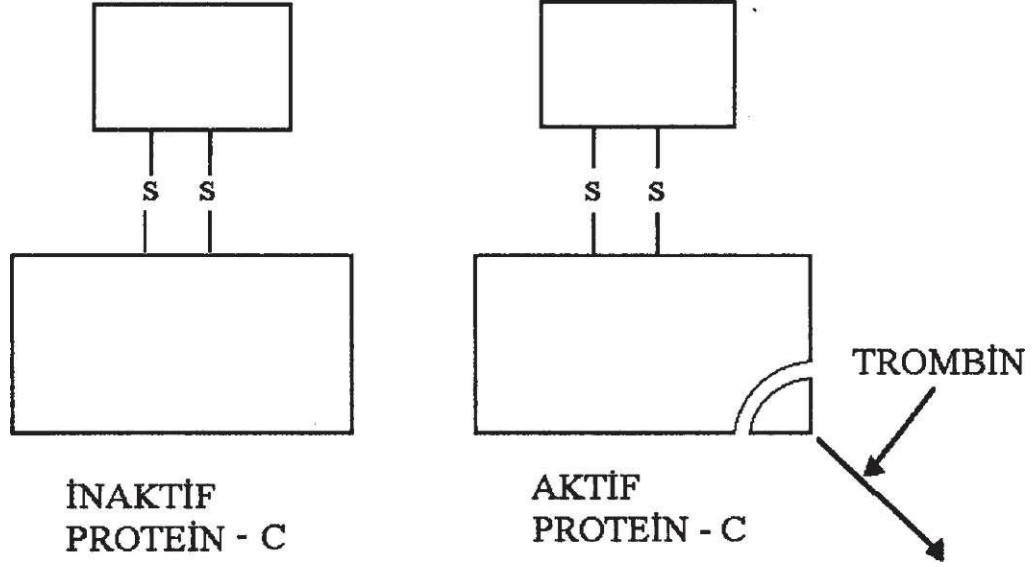 S S
S S
TROMBİN
İNAKTİF
PROTEİN - C
AKTİF
PROTEİN - C